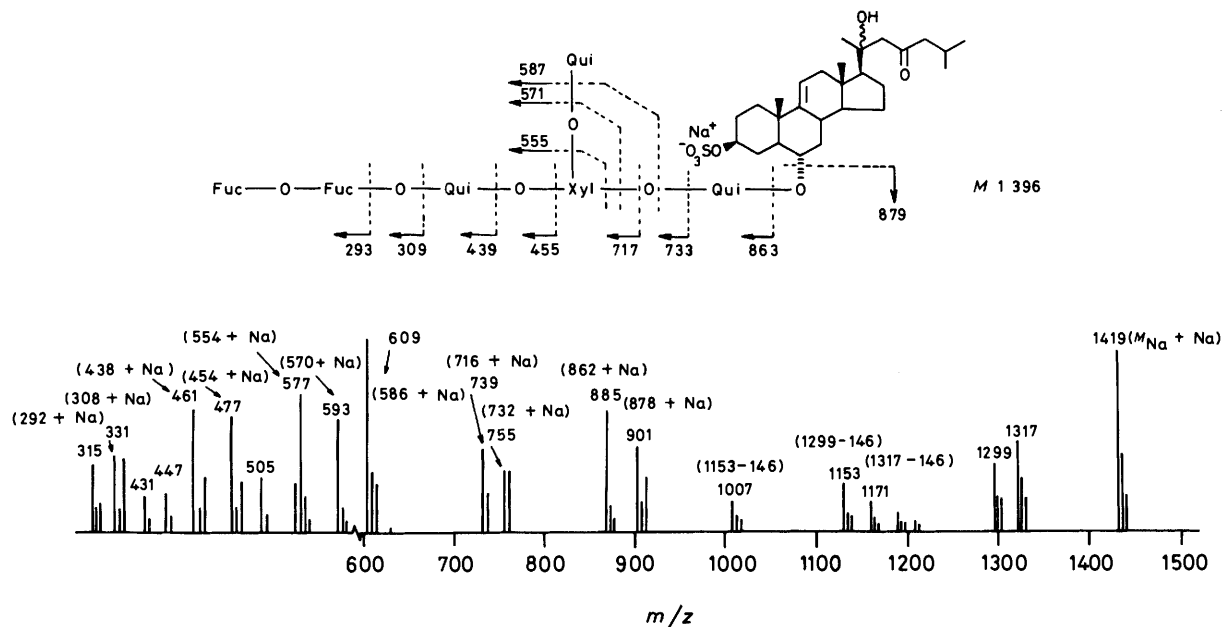 OH
O
Na⁺
⁻O₃SO
O
Qui
O
587
571
555
Fuc—O—Fuc—O—Qui—O—Xyl—O—Qui—O
M 1 396
293 309 439 455 717 733 863 879
(292 + Na)
315
(308 + Na)
331
431
447
(438 + Na)
461
(454 + Na)
477
505
(554 + Na)
577
(570 + Na)
593
609
(586 + Na)
(716 + Na)
739
(732 + Na)
755
(862 + Na)
885
(878 + Na)
901
(1153-146)
1007
(1299-146)
1153
(1317-146)
1171
1299
1317
1419 (M_Na + Na)
600 700 800 900 1000 1100 1200 1300 1400 1500
m/z